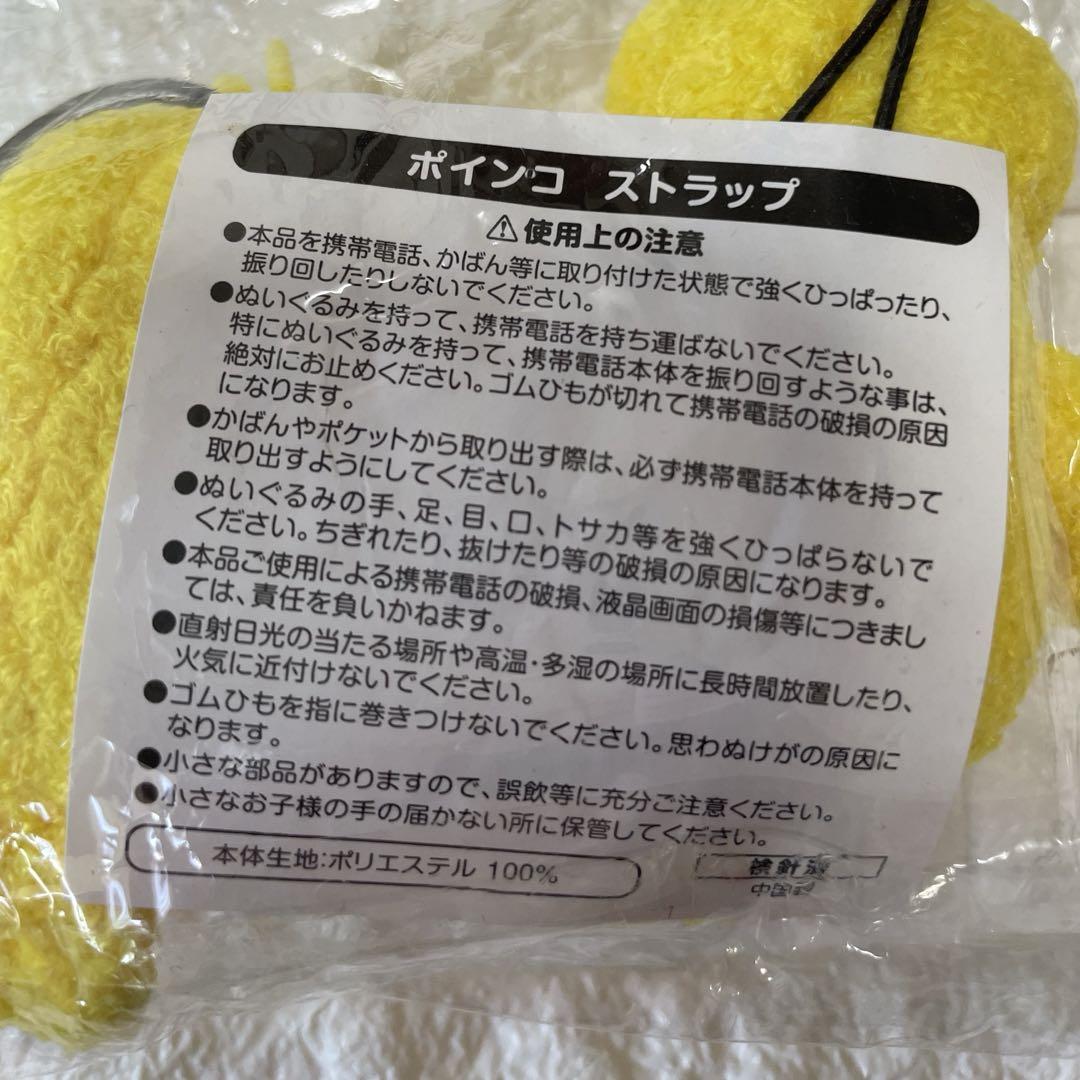 ポインコ ストラップ
⚠使用上の注意
●本品を携帯電話、かばん等に取り付けた状態で強くひっぱったり、
振り回したりしないでください。
●ぬいぐるみを持って、携帯電話を持ち運ばないでください。
特にぬいぐるみを持って、携帯電話本体を振り回すような事は、
絶対にお止めください。ゴムひもが切れて携帯電話の破損の原因
になります。
●かばんやポケットから取り出す際は、必ず携帯電話本体を持って
取り出すようにしてください。
●ぬいぐるみの手、足、目、口、トサカ等を強くひっぱらないで
ください。ちぎれたり、抜けたり等の破損の原因になります。
●本品ご使用による携帯電話の破損、液晶画面の損傷等につきまし
ては、責任を負いかねます。
●直射日光の当たる場所や高温・多湿の場所に長時間放置したり、
火気に近付けないでください。
●ゴムひもを指に巻きつけないでください。思わぬけがの原因に
なります。
●小さな部品がありますので、誤飲等に充分ご注意ください。
●小さなお子様の手の届かない所に保管してください。
本体生地:ポリエステル 100%
検針済
中国製